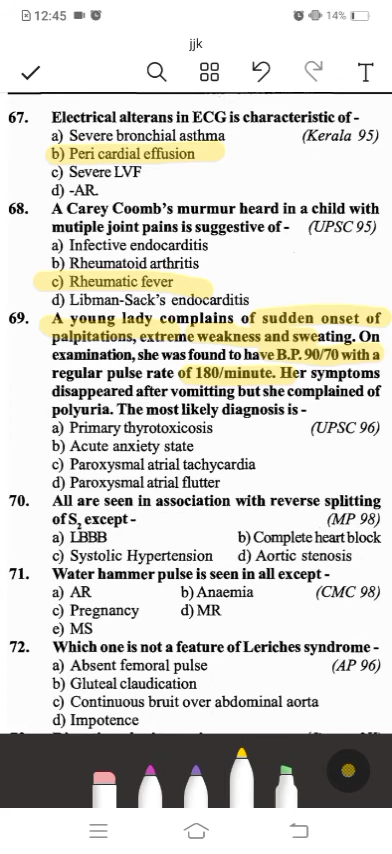 12:45
14%
jjk
T
67. Electrical alterans in ECG is characteristic of -
a) Severe bronchial asthma (Kerala 95)
b) Peri cardial effusion
c) Severe LVF
d) -AR.
68. A Carey Coomb's murmur heard in a child with
mutiple joint pains is suggestive of - (UPSC 95)
a) Infective endocarditis
b) Rheumatoid arthritis
c) Rheumatic fever
d) Libman-Sack's endocarditis
69. A young lady complains of sudden onset of
palpitations, extreme weakness and sweating. On
examination, she was found to have B.P. 90/70 with a
regular pulse rate of 180/minute. Her symptoms
disappeared after vomitting but she complained of
polyuria. The most likely diagnosis is -
a) Primary thyrotoxicosis (UPSC 96)
b) Acute anxiety state
c) Paroxysmal atrial tachycardia
d) Paroxysmal atrial flutter
70. All are seen in association with reverse splitting
of S2 except - (MP 98)
a) LBBB b) Complete heart block
c) Systolic Hypertension d) Aortic stenosis
71. Water hammer pulse is seen in all except -
a) AR b) Anaemia (CMC 98)
c) Pregnancy d) MR
e) MS
72. Which one is not a feature of Leriches syndrome -
a) Absent femoral pulse (AP 96)
b) Gluteal claudication
c) Continuous bruit over abdominal aorta
d) Impotence